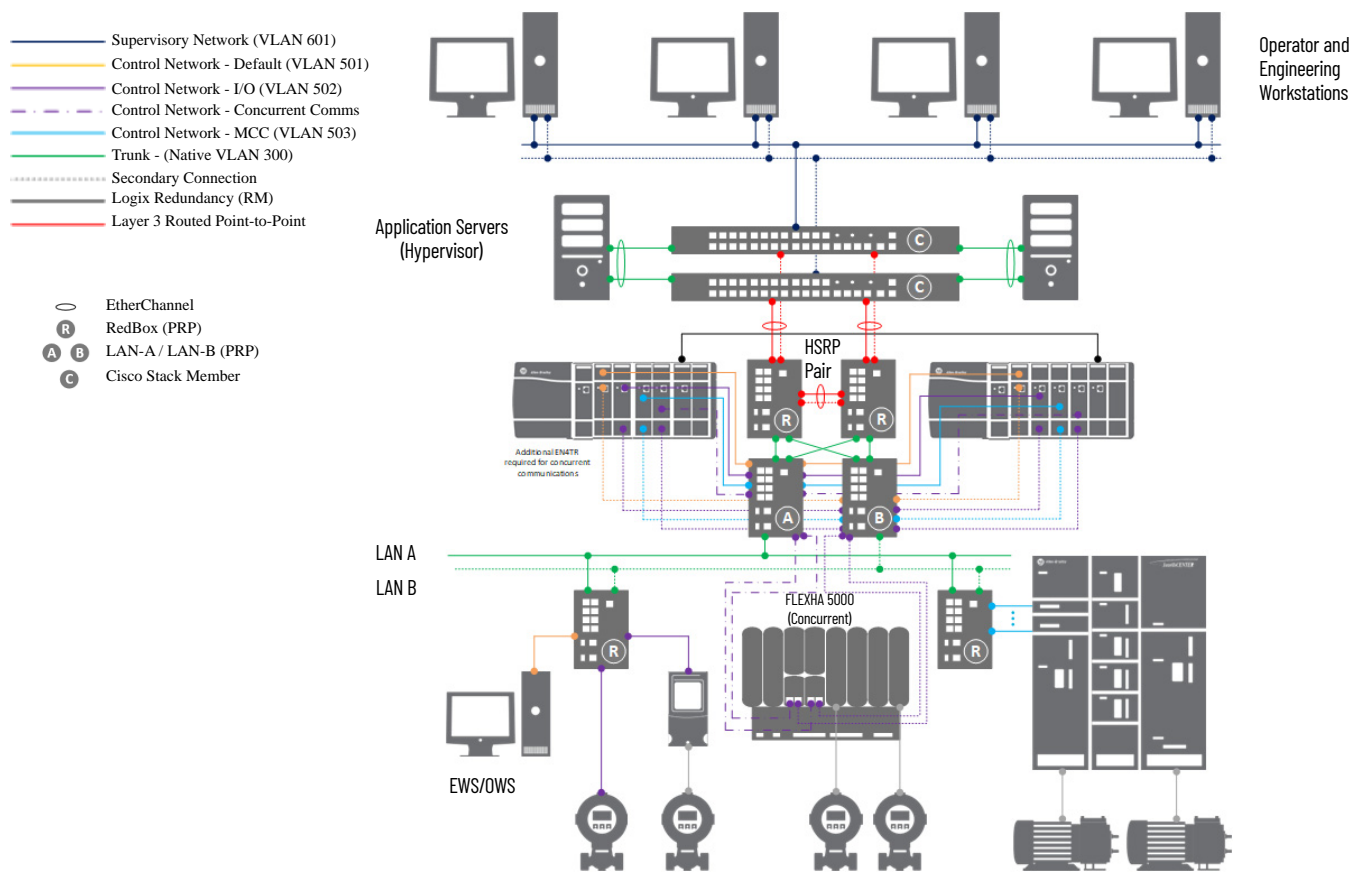 Supervisory Network (VLAN 601)
Control Network - Default (VLAN 501)
Control Network - I/O (VLAN 502)
Control Network - Concurrent Comms
Control Network - MCC (VLAN 503)
Trunk - (Native VLAN 300)
Secondary Connection
Logix Redundancy (RM)
Layer 3 Routed Point-to-Point
EtherChannel
R
RedBox (PRP)
A B
LAN-A / LAN-B (PRP)
C
Cisco Stack Member
Operator and
Engineering
Workstations
Application Servers
(Hypervisor)
C
C
HSRP
Pair
R
R
Additional EN4TR
required for concurrent
communications
A
B
LAN A
LAN B
R
FLEXHA 5000
(Concurrent)
R
EWS/OWS